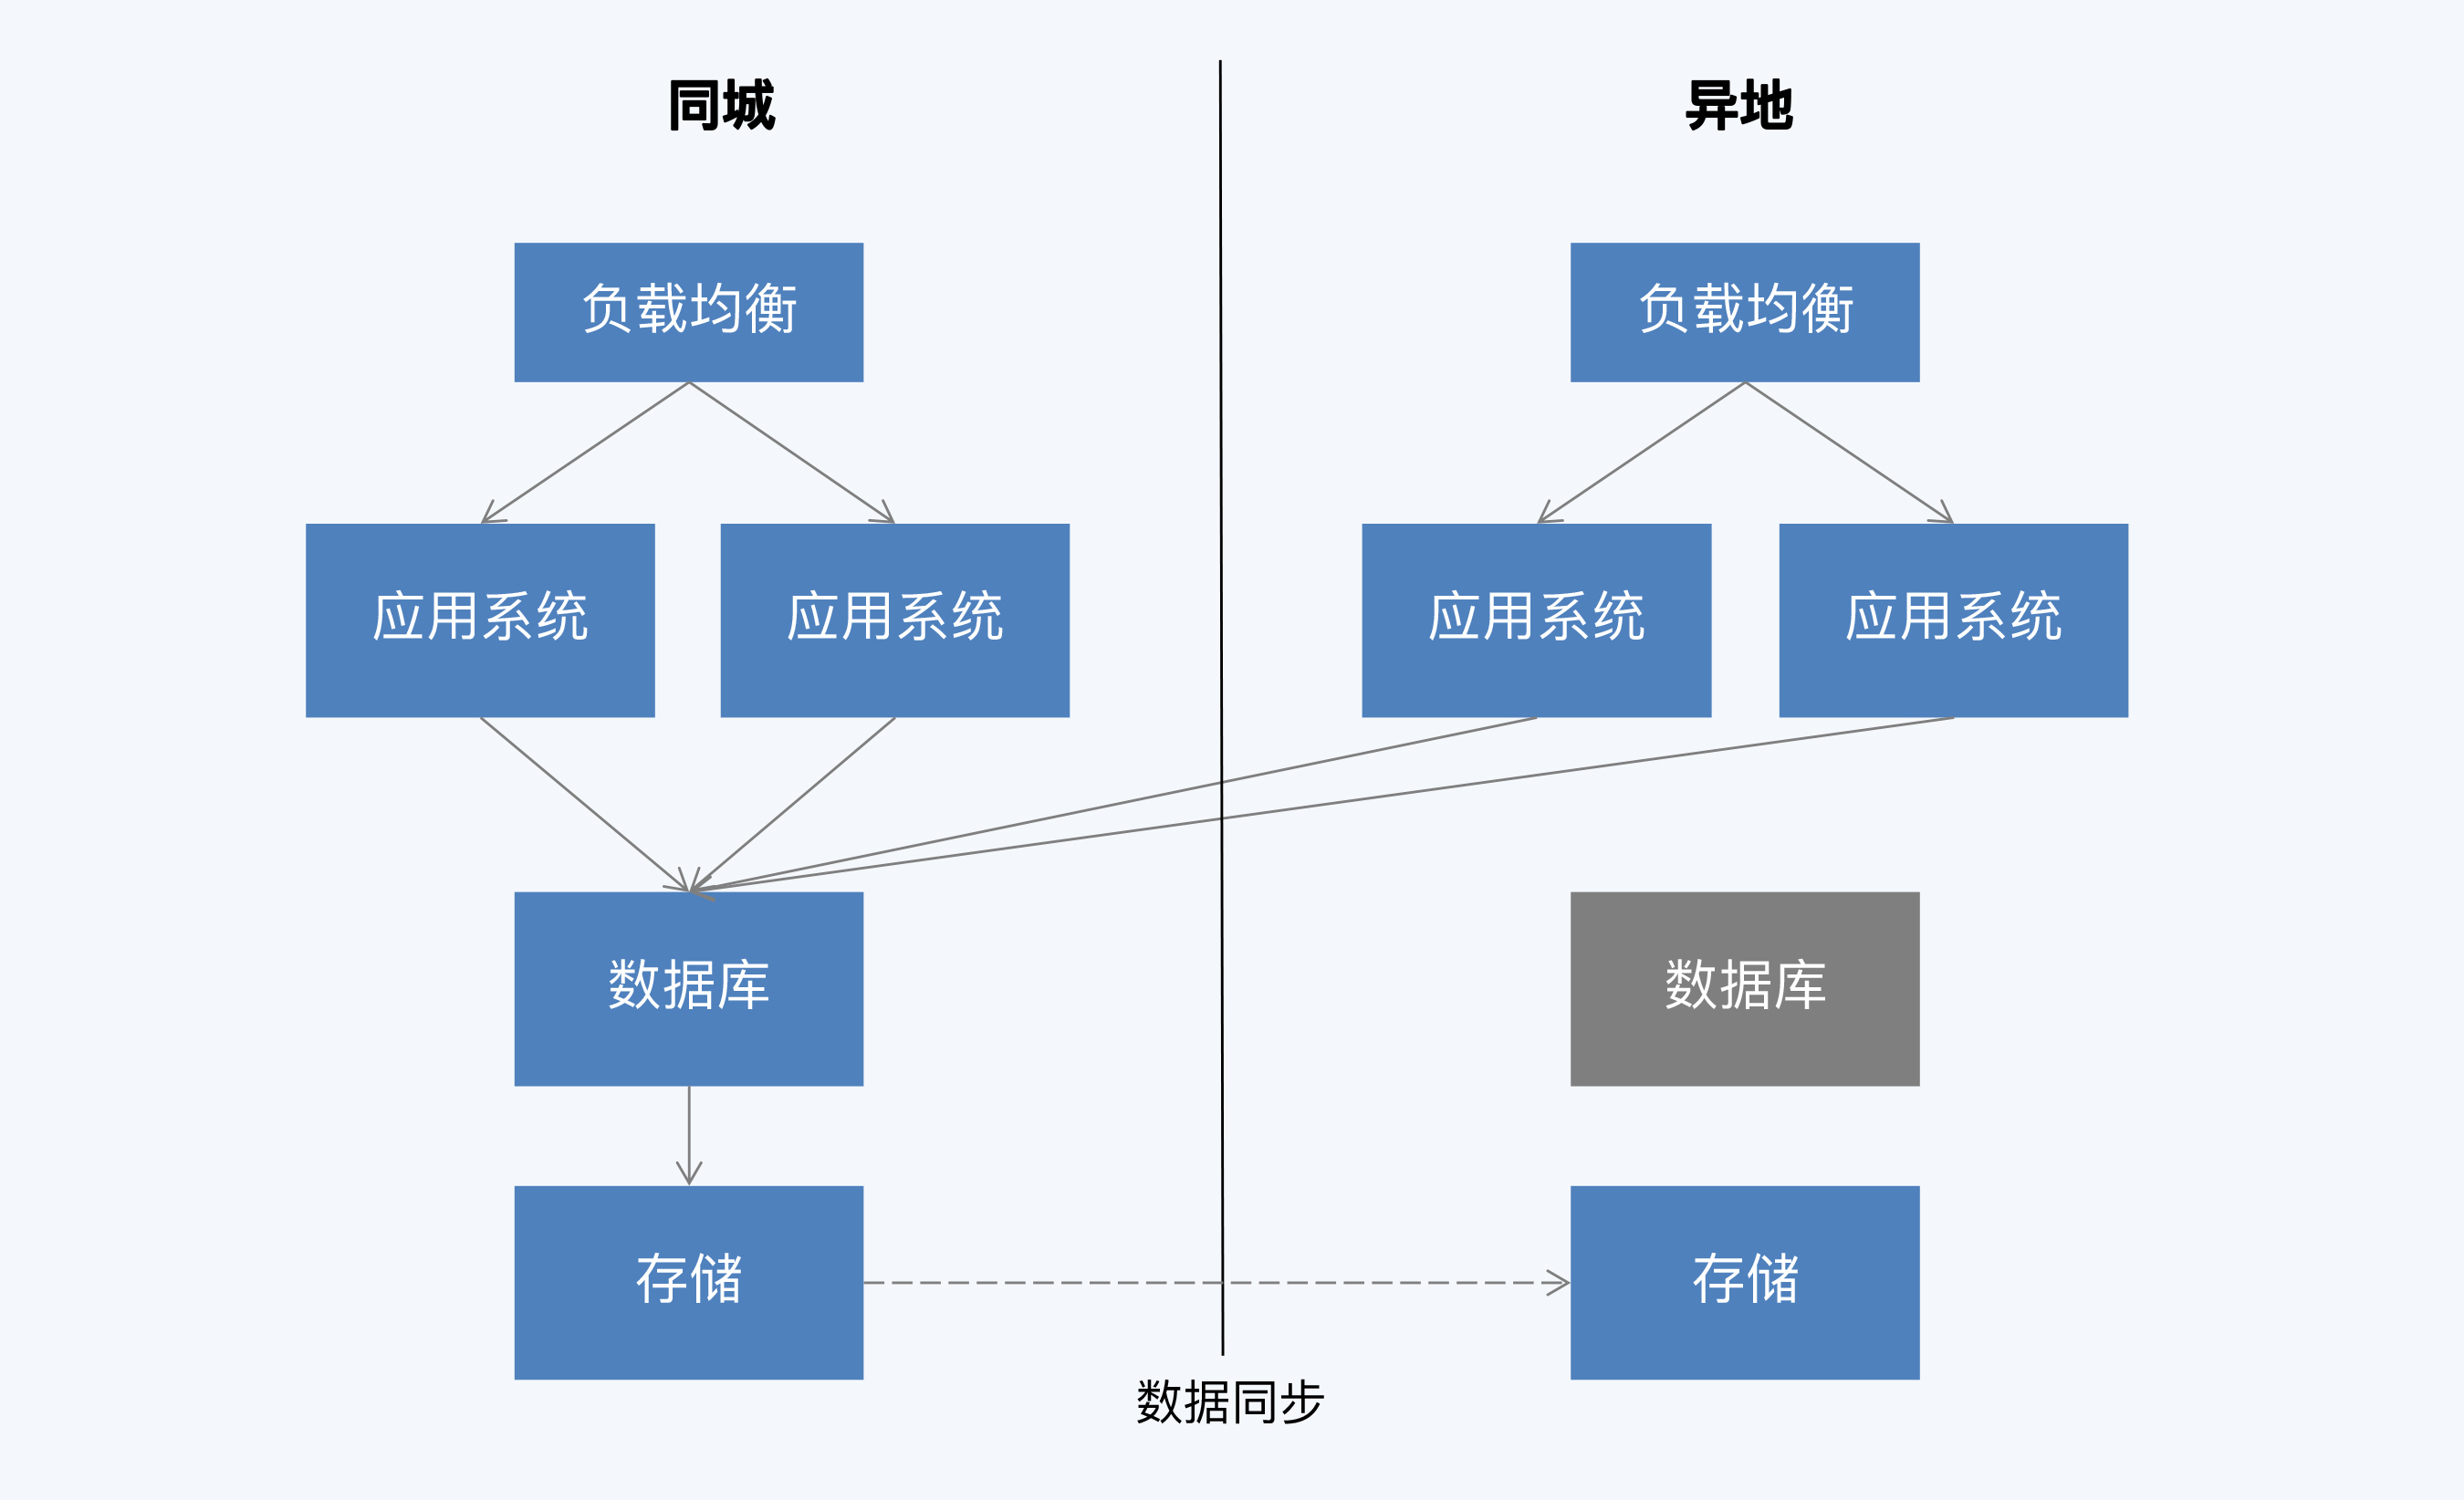 同城
异地
负载均衡
负载均衡
应用系统
应用系统
应用系统
应用系统
数据库
数据库
存储
存储
数据同步